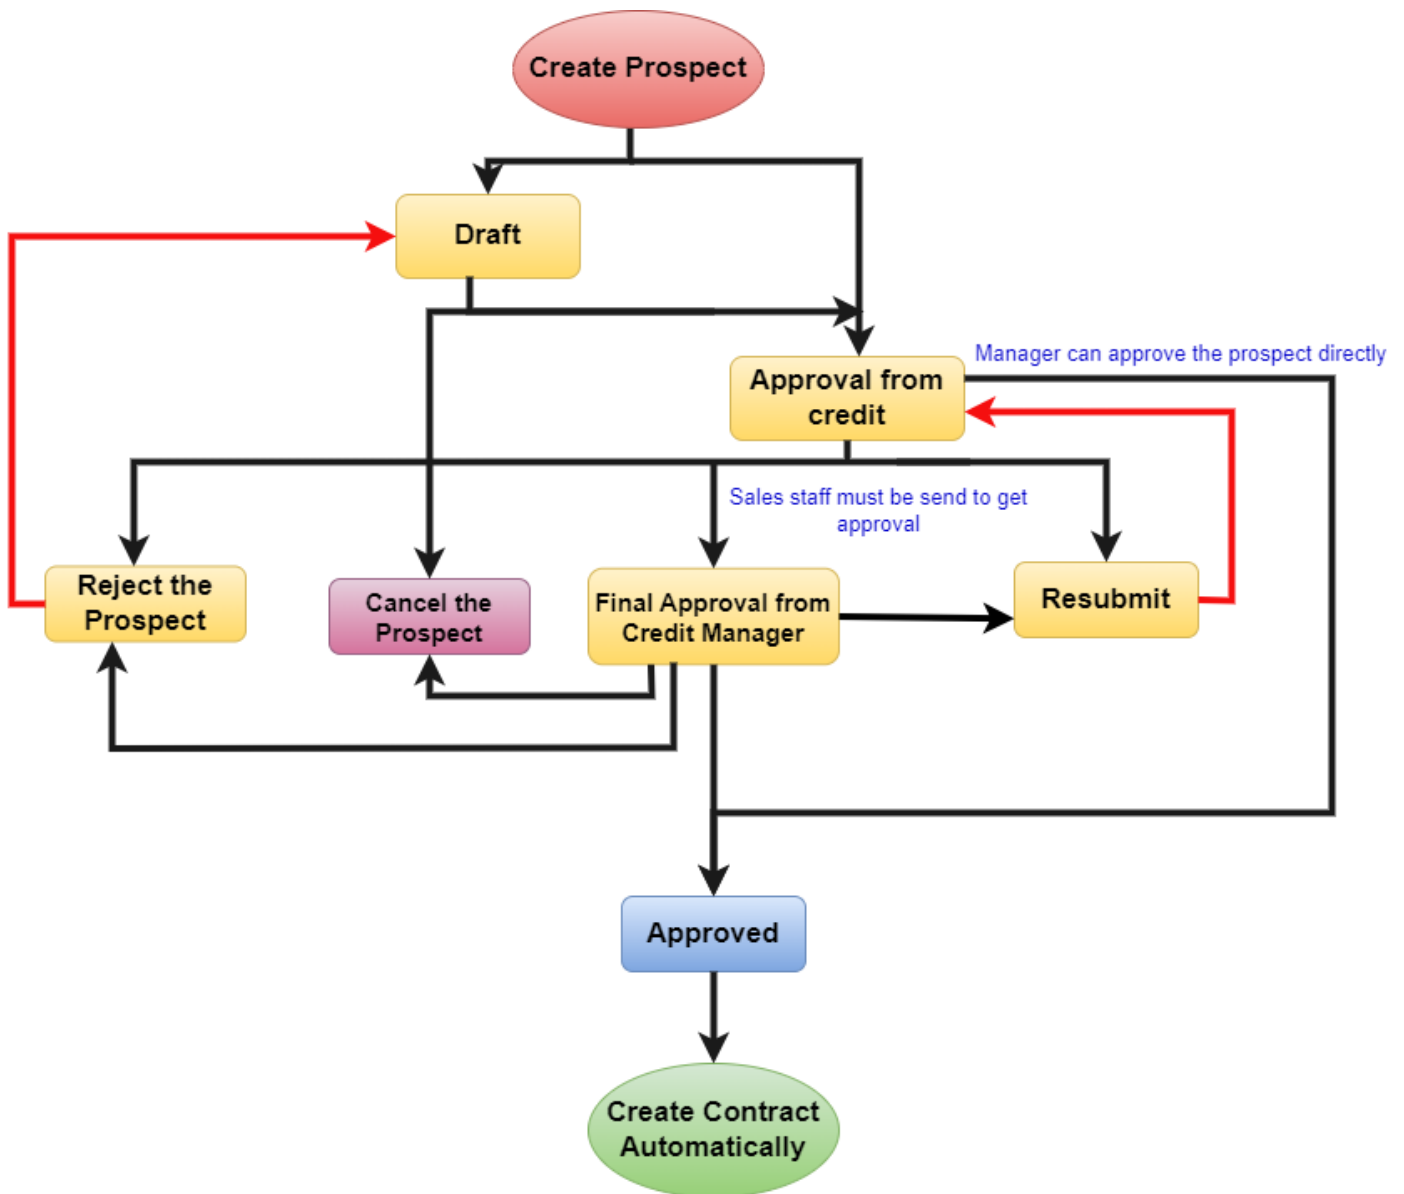 Create Prospect
Draft
Manager can approve the prospect directly
Approval from
credit
Sales staff must be send to get
approval
Reject the
Prospect
Cancel the
Prospect
Final Approval from
Credit Manager
Resubmit
Approved
Create Contract
Automatically